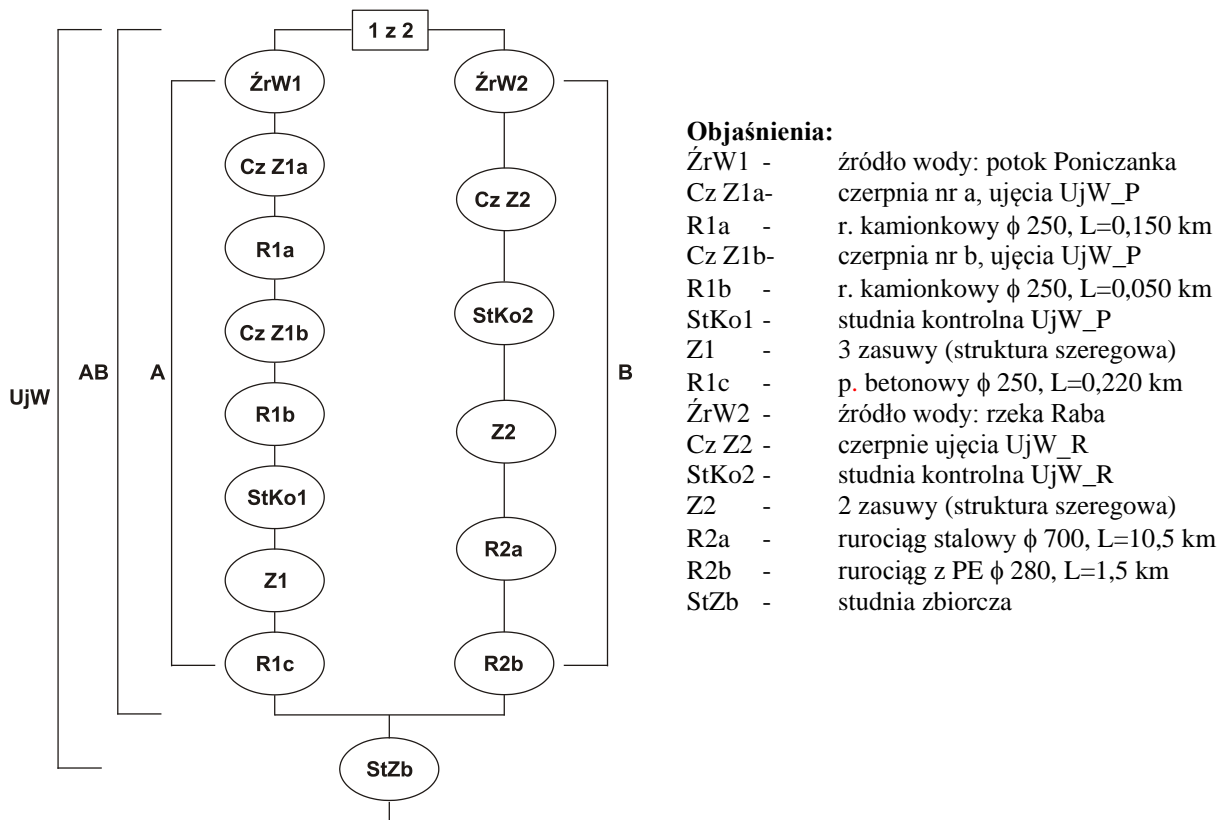 1 z 2
ŹrW1
ŹrW2
Cz Z1a
Cz Z2
R1a
StKo2
Cz Z1b
AB
A
B
UjW
R1b
Z2
StKo1
R2a
Z1
R1c
R2b
StZb
Objaśnienia:
ŹrW1 - źródło wody: potok Poniczanka
Cz Z1a- czerpnia nr a, ujęcia UjW_P
R1a - r. kamionkowy ϕ 250, L=0,150 km
Cz Z1b- czerpnia nr b, ujęcia UjW_P
R1b - r. kamionkowy ϕ 250, L=0,050 km
StKo1 - studnia kontrolna UjW_P
Z1 - 3 zasuwy (struktura szeregowa)
R1c - p. betonowy ϕ 250, L=0,220 km
ŹrW2 - źródło wody: rzeka Raba
Cz Z2 - czerpnie ujęcia UjW_R
StKo2 - studnia kontrolna UjW_R
Z2 - 2 zasuwy (struktura szeregowa)
R2a - rurociąg stalowy ϕ 700, L=10,5 km
R2b - rurociąg z PE ϕ 280, L=1,5 km
StZb - studnia zbiorcza